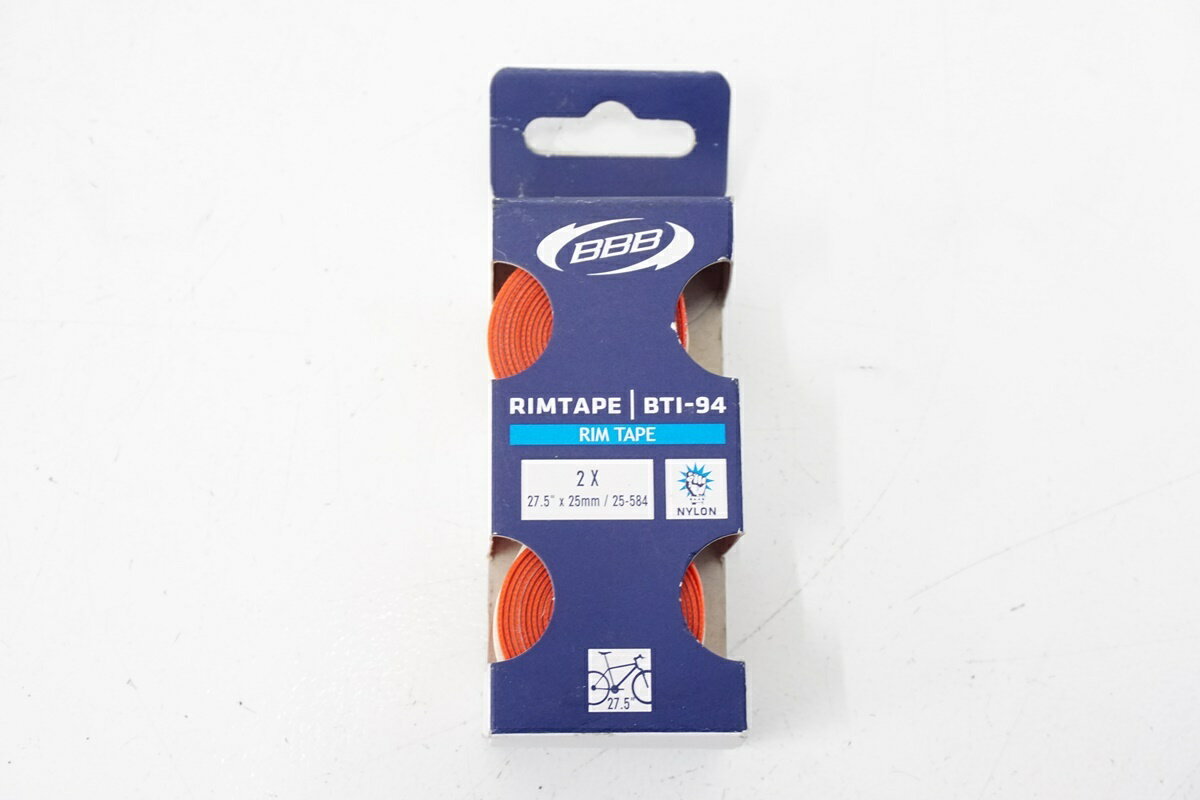 BBB
RIMTAPE | BTI-94
RIM TAPE
2 X
27.5" x 25mm / 25-584
NYLON
27.5"